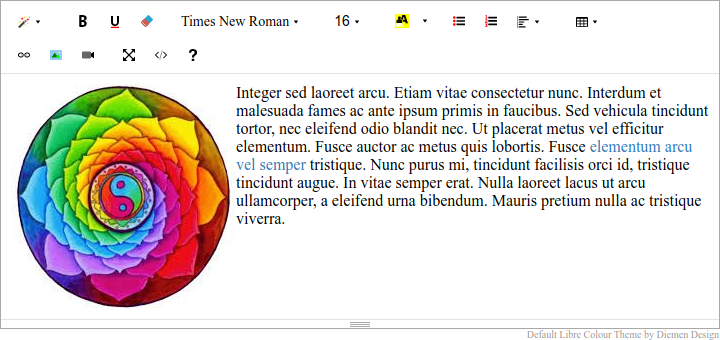 B U Times New Roman 16 A
?
Integer sed laoreet arcu. Etiam vitae consectetur nunc. Interdum et
malesuada fames ac ante ipsum primis in faucibus. Sed vehicula tincidunt
tortor, nec eleifend odio blandit nec. Ut placerat metus vel efficitur
elementum. Fusce auctor ac metus quis lobortis. Fusce elementum arcu
vel semper tristique. Nunc purus mi, tincidunt facilisis orci id, tristique
tincidunt augue. In vitae semper erat. Nulla laoreet lacus ut arcu
ullamcorper, a eleifend urna bibendum. Mauris pretium nulla ac tristique
viverra.
Default Libre Colour Theme by Diemen Design